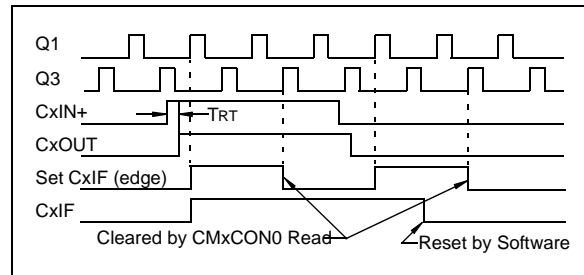 Q1
Q3
CxIN+
TRT
CxOUT
Set CxIF (edge)
CxIF
Cleared by CMxCON0 Read
Reset by Software